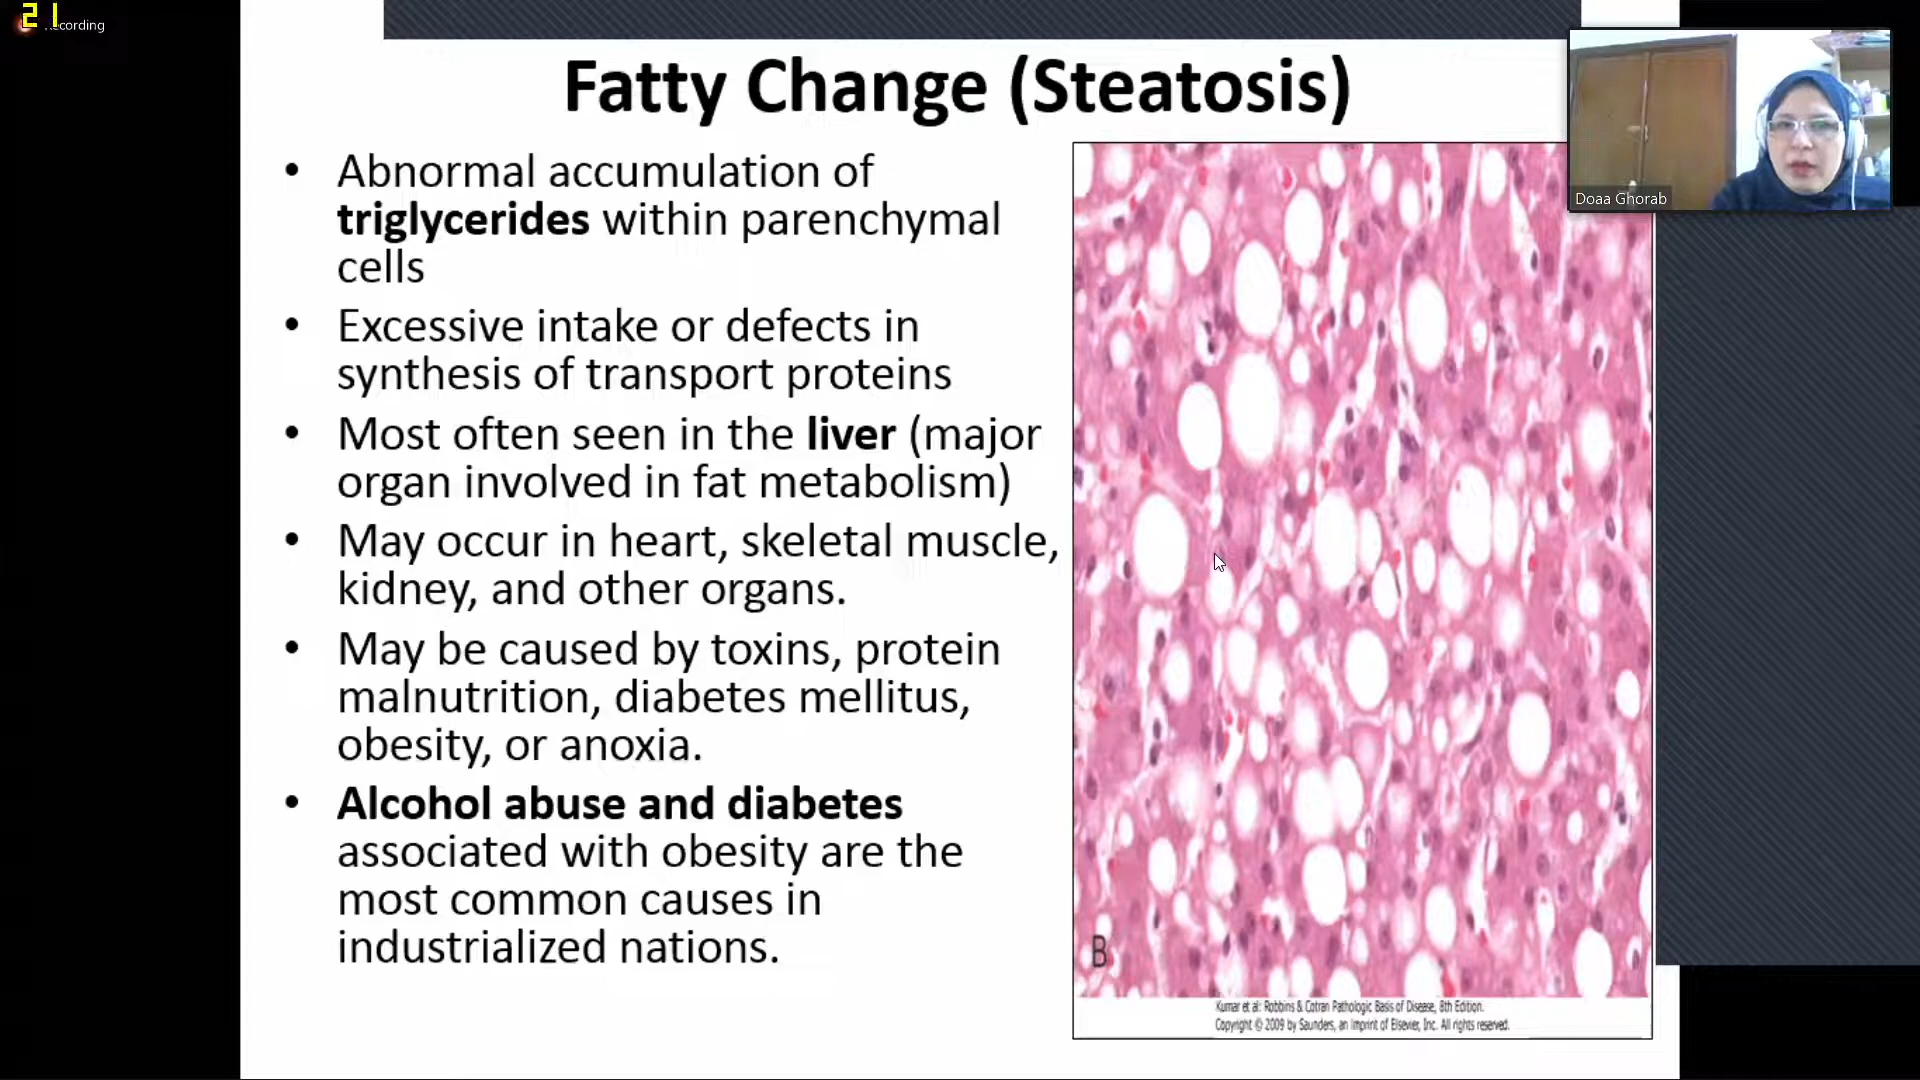 21
Recording
Fatty Change (Steatosis)
Doaa Ghorab
• Abnormal accumulation of
triglycerides within parenchymal
cells
• Excessive intake or defects in
synthesis of transport proteins
• Most often seen in the liver (major
organ involved in fat metabolism)
• May occur in heart, skeletal muscle,
kidney, and other organs.
• May be caused by toxins, protein
malnutrition, diabetes mellitus,
obesity, or anoxia.
• Alcohol abuse and diabetes
associated with obesity are the
most common causes in
industrialized nations.
B
Kumar et al: Robbins & Cotran Pathologic Basis of Disease, 8th Edition.
Copyright © 2009 by Saunders, an imprint of Elsevier, Inc. All rights reserved.